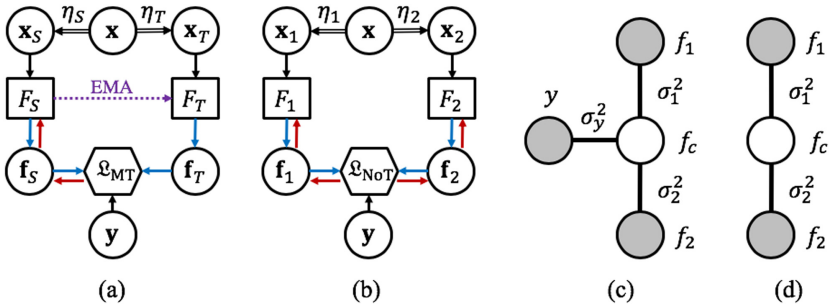 x_S η_S x η_T x_T
F_S EMA F_T
f_S 𝔏_MT f_T
y
(a)
x_1 η_1 x η_2 x_2
F_1 F_2
f_1 𝔏_NoT f_2
y
(b)
f_1
σ_1^2
y σ_y^2 f_c
σ_2^2
f_2
(c)
f_1
σ_1^2
f_c
σ_2^2
f_2
(d)